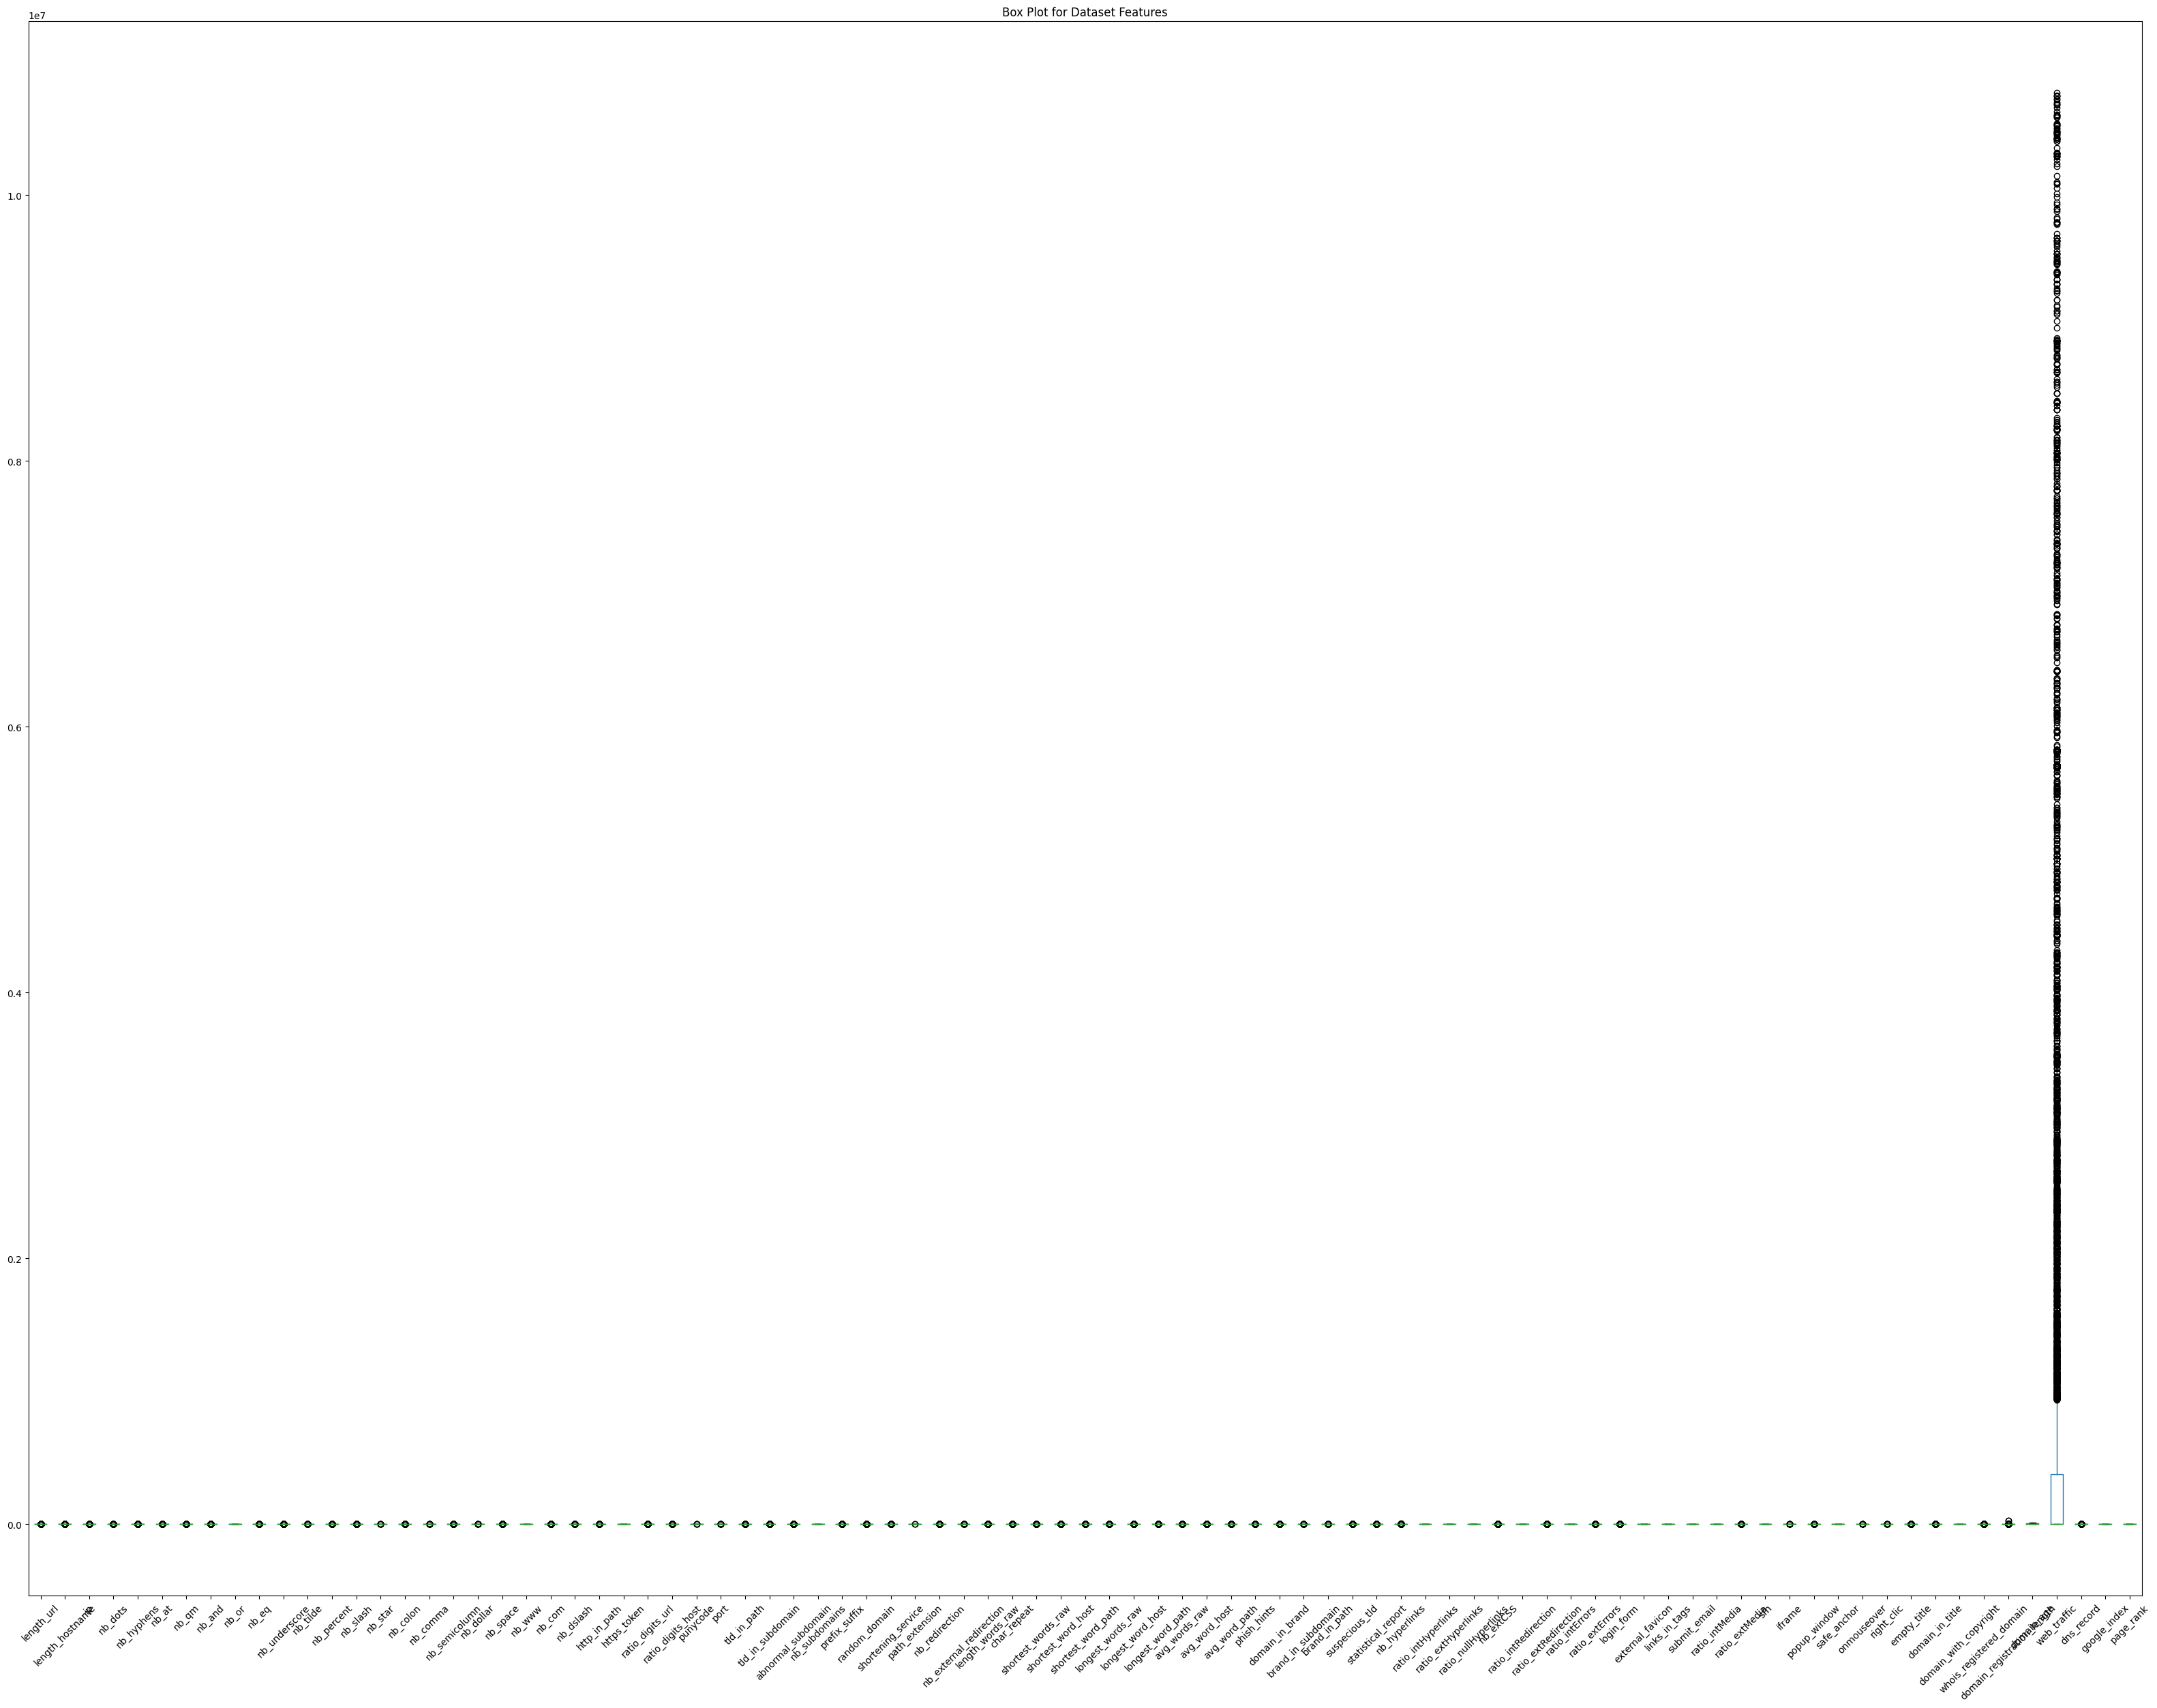 Box Plot for Dataset Features
1e7
1.0
0.8
0.6
0.4
0.2
0.0
length_url
length_hostname
ip
nb_dots
nb_hyphens
nb_at
nb_qm
nb_and
nb_or
nb_eq
nb_underscore
nb_tilde
nb_percent
nb_slash
nb_star
nb_colon
nb_comma
nb_semicolumn
nb_dollar
nb_space
nb_www
nb_com
nb_dslash
http_in_path
https_token
ratio_digits_url
ratio_digits_host
punycode
port
tld_in_path
tld_in_subdomain
abnormal_subdomain
nb_subdomains
prefix_suffix
random_domain
shortening_service
path_extension
nb_redirection
nb_external_redirection
length_words_raw
char_repeat
shortest_words_raw
shortest_word_host
shortest_word_path
longest_words_raw
longest_word_host
longest_word_path
avg_words_raw
avg_word_host
avg_word_path
phish_hints
domain_in_brand
brand_in_subdomain
brand_in_path
suspecious_tld
statistical_report
nb_hyperlinks
ratio_intHyperlinks
ratio_extHyperlinks
ratio_nullHyperlinks
nb_extCSS
ratio_intRedirection
ratio_extRedirection
ratio_intErrors
ratio_extErrors
login_form
external_favicon
links_in_tags
submit_email
ratio_intMedia
ratio_extMedia
sfh
iframe
popup_window
safe_anchor
onmouseover
right_clic
empty_title
domain_in_title
domain_with_copyright
whois_registered_domain
domain_registration_length
domain_age
web_traffic
dns_record
google_index
page_rank